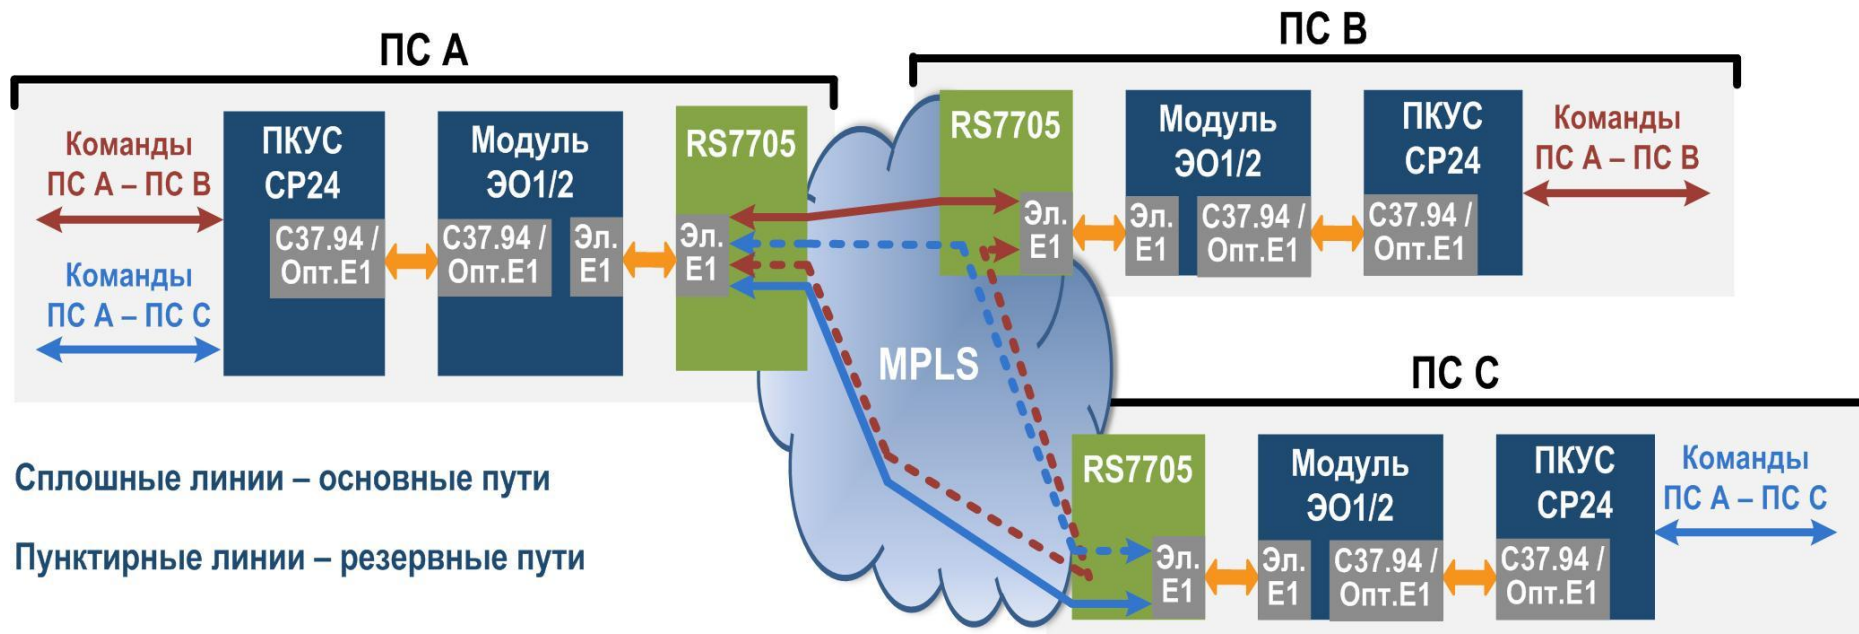 ПС А
Команды
ПС А – ПС В
Команды
ПС А – ПС С
ПКУС
СР24
С37.94 /
Опт.Е1
Модуль
ЭО1/2
С37.94 /
Опт.Е1
Эл.
Е1
RS7705
Эл.
Е1
MPLS
ПС В
RS7705
Эл.
Е1
Модуль
ЭО1/2
Эл.
Е1
С37.94 /
Опт.Е1
ПКУС
СР24
С37.94 /
Опт.Е1
Команды
ПС А – ПС В
ПС С
RS7705
Эл.
Е1
Модуль
ЭО1/2
Эл.
Е1
С37.94 /
Опт.Е1
ПКУС
СР24
С37.94 /
Опт.Е1
Команды
ПС А – ПС С
Сплошные линии – основные пути
Пунктирные линии – резервные пути